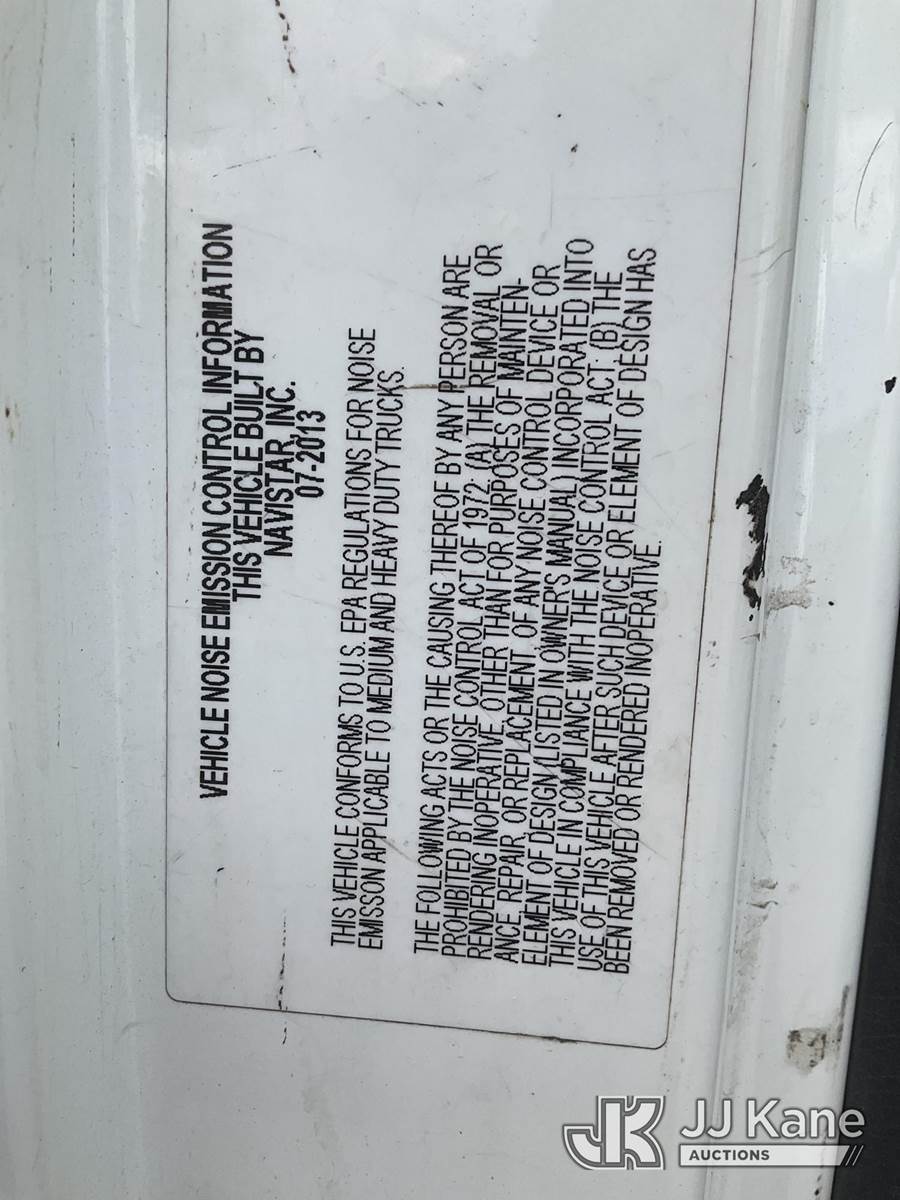 VEHICLE NOISE EMISSION CONTROL INFORMATION
THIS VEHICLE BUILT BY
NAVISTAR, INC.
07-2013
THIS VEHICLE CONFORMS TO U.S. EPA REGULATIONS FOR NOISE
EMISSON APPLICABLE TO MEDIUM AND HEAVY DUTY TRUCKS.
THE FOLLOWING ACTS OR THE CAUSING THEREOF BY ANY PERSON ARE
PROHIBITED BY THE NOISE CONTROL ACT OF 1972: (A) THE REMOVAL OR
RENDERING INOPERATIVE, OTHER THAN FOR PURPOSES OF MAINTEN-
ANCE, REPAIR, OR REPLACEMENT, OF ANY NOISE CONTROL DEVICE OR
ELEMENT OF DESIGN (LISTED IN OWNERS MANUAL) INCORPORATED INTO
THIS VEHICLE IN COMPLIANCE WITH THE NOISE CONTROL ACT; (B) THE
USE OF THIS VEHICLE AFTER SUCH DEVICE OR ELEMENT OF DESIGN HAS
BEEN REMOVED OR RENDERED INOPERATIVE.
JK JJ Kane
AUCTIONS